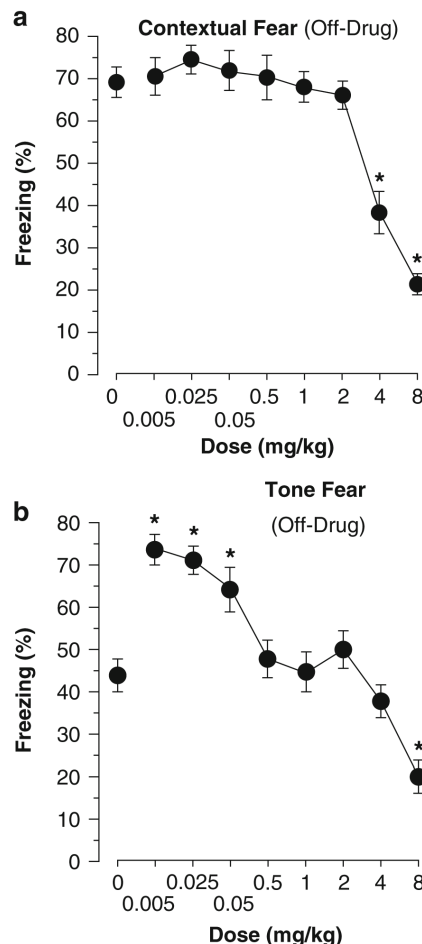 a
Contextual Fear (Off-Drug)
80
70
60
50
40
30
20
10
0
Freezing (%)
*
*
0 0.025 0.5 1 2 4 8
0.005 0.05
Dose (mg/kg)
b
Tone Fear
(Off-Drug)
80
70
60
50
40
30
20
10
0
Freezing (%)
* * *
*
0 0.025 0.5 1 2 4 8
0.005 0.05
Dose (mg/kg)